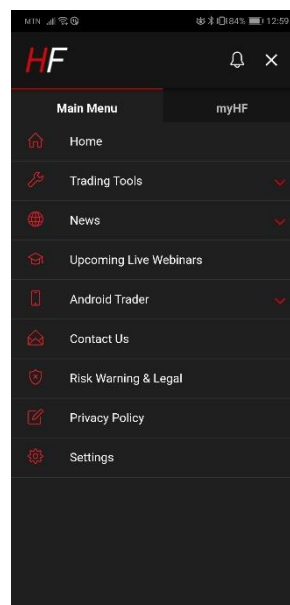 MTN 84% 12:59
HF
Main Menu myHF
Home
Trading Tools
News
Upcoming Live Webinars
Android Trader
Contact Us
Risk Warning & Legal
Privacy Policy
Settings